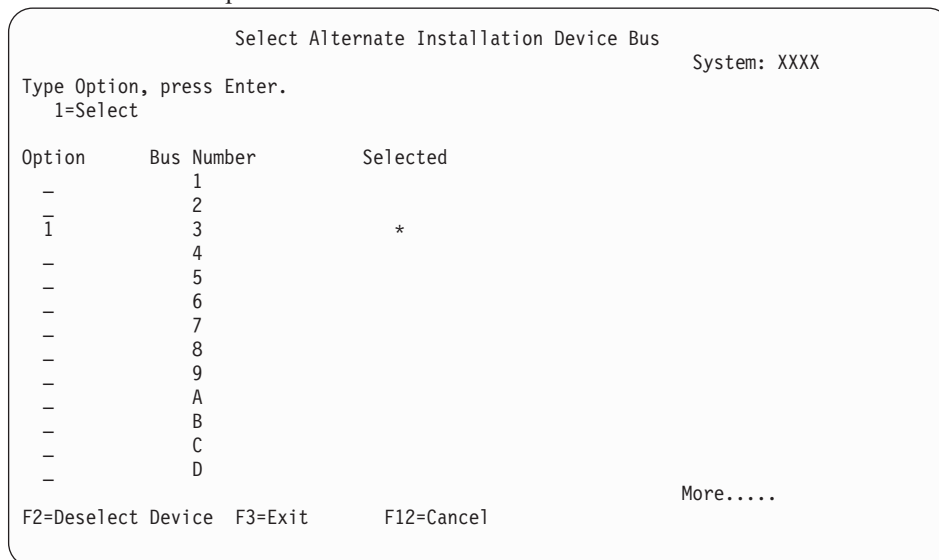 Select Alternate Installation Device Bus
System: XXXX
Type Option, press Enter.
1=Select
Option Bus Number Selected
_ 1
_ 2
1 3 *
_ 4
_ 5
_ 6
_ 7
_ 8
_ 9
_ A
_ B
_ C
_ D
More.....
F2=Deselect Device F3=Exit F12=Cancel